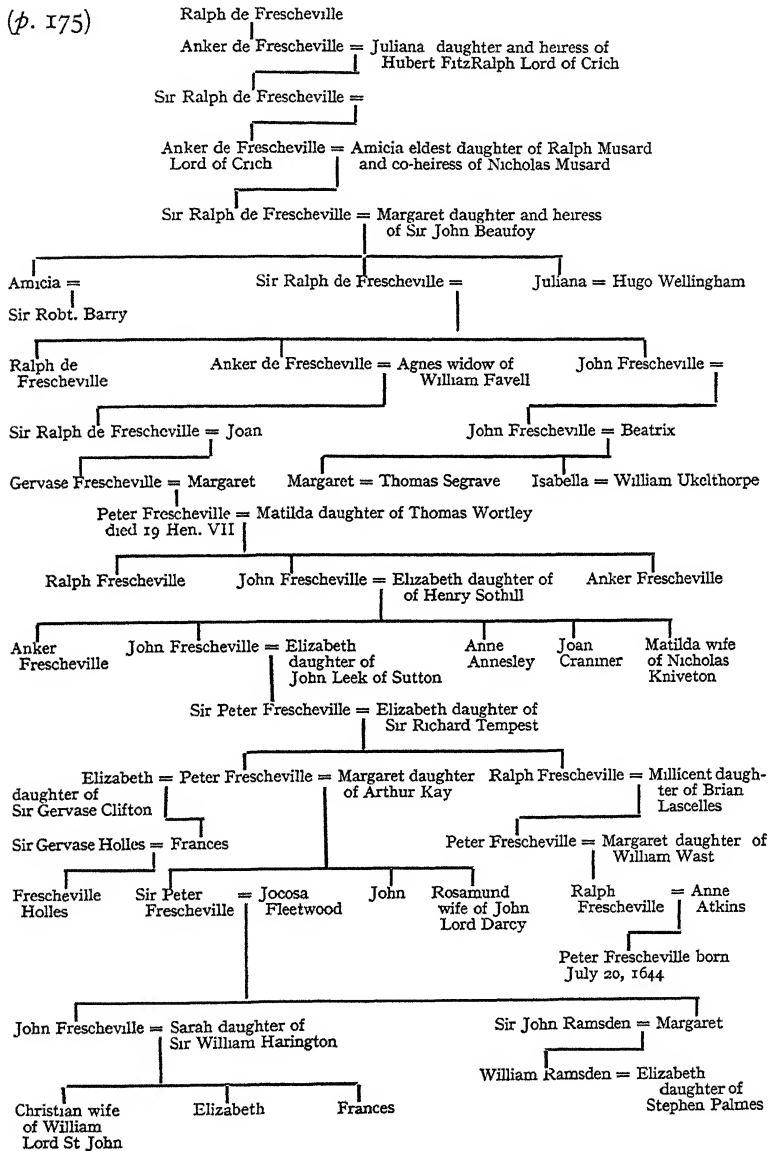 (p. 175)
Ralph de Frescheville
Anker de Frescheville = Juliana daughter and heiress of
Hubert FitzRalph Lord of Crich
Sir Ralph de Frescheville =
Anker de Frescheville = Amicia eldest daughter of Ralph Musard
Lord of Crich and co-heiress of Nicholas Musard
Sir Ralph de Frescheville = Margaret daughter and heiress
of Sir John Beaufoy
Amicia = Sir Ralph de Frescheville = Juliana = Hugo Wellingham
Sir Robt. Barry
Ralph de Anker de Frescheville = Agnes widow of John Frescheville =
Frescheville William Favell
Sir Ralph de Frescheville = Joan John Frescheville = Beatrix
Gervase Frescheville = Margaret Margaret = Thomas Segrave Isabella = William Ukelthorpe
Peter Frescheville = Matilda daughter of Thomas Wortley
died 19 Hen. VII
Ralph Frescheville John Frescheville = Elizabeth daughter of Anker Frescheville
of Henry Sothill
Anker John Frescheville = Elizabeth Anne Joan Matilda wife
Frescheville daughter of Annesley Cranmer of Nicholas
John Leek of Sutton Kniveton
Sir Peter Frescheville = Elizabeth daughter of
Sir Richard Tempest
Elizabeth = Peter Frescheville = Margaret daughter Ralph Frescheville = Millicent daugh-
daughter of of Arthur Kay ter of Brian
Sir Gervase Clifton Lascelles
Sir Gervase Holles = Frances Peter Frescheville = Margaret daughter of
William Wast
Frescheville Sir Peter = Jocosa John Rosamund Ralph = Anne
Holles Frescheville Fleetwood wife of John Frescheville Atkins
Lord Darcy
Peter Frescheville born
July 20, 1644
John Frescheville = Sarah daughter of Sir John Ramsden = Margaret
Sir William Harington
William Ramsden = Elizabeth
daughter of
Stephen Palmes
Christian wife Elizabeth Frances
of William
Lord St John